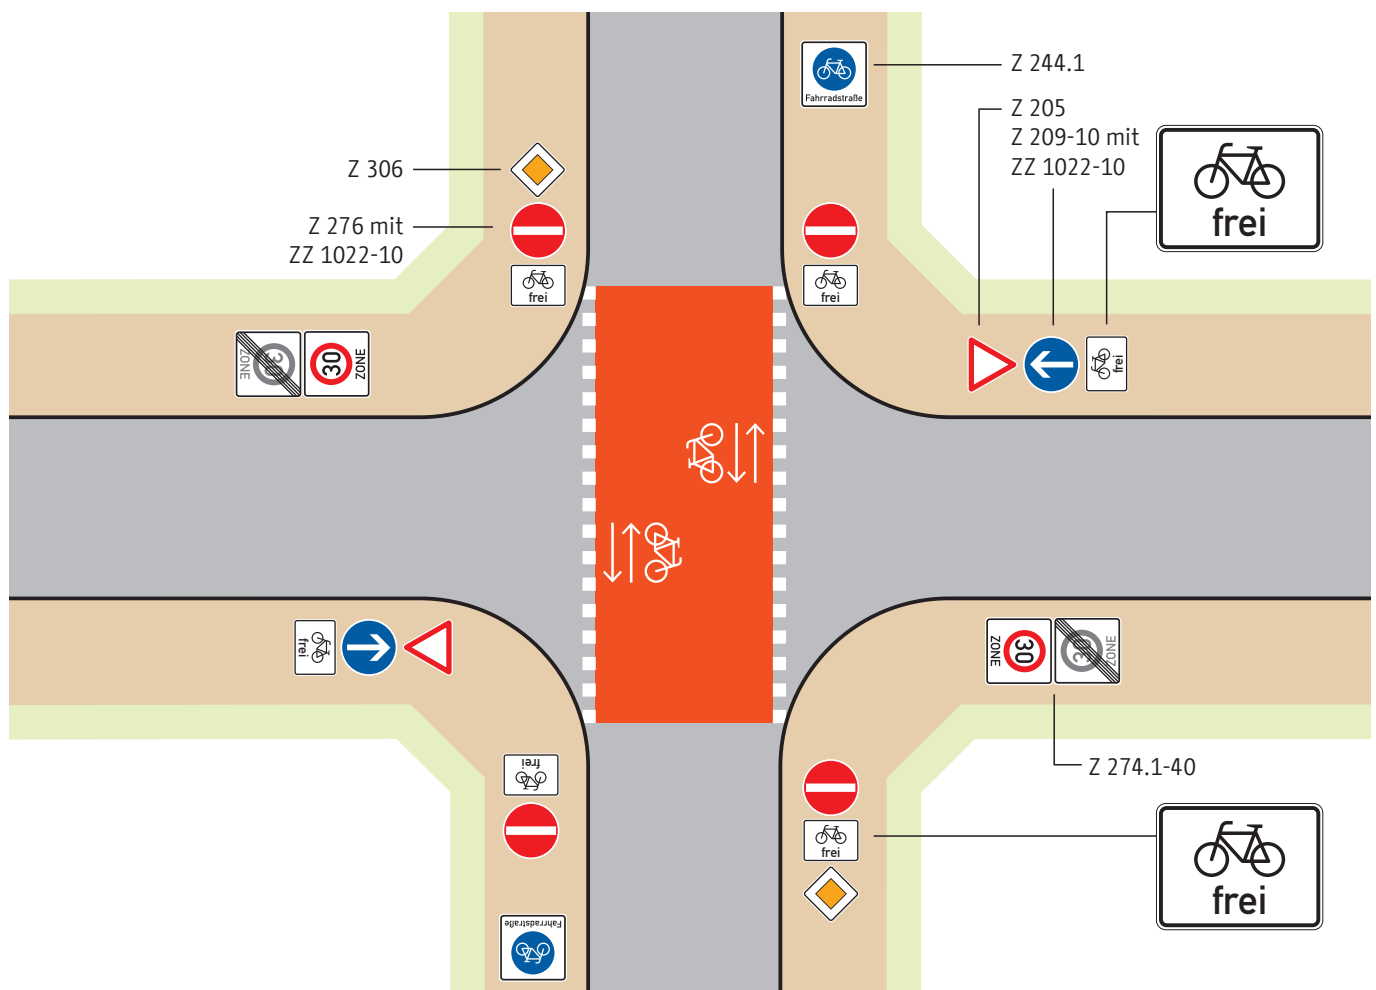 Fahrradstraße
Z 244.1
Z 205
Z 209-10 mit
ZZ 1022-10
frei
Z 306
Z 276 mit
ZZ 1022-10
frei
frei
frei
30
ZONE
30
ZONE
frei
30
ZONE
30
ZONE
frei
Z 274.1-40
frei
frei
frei
Fahrradstraße